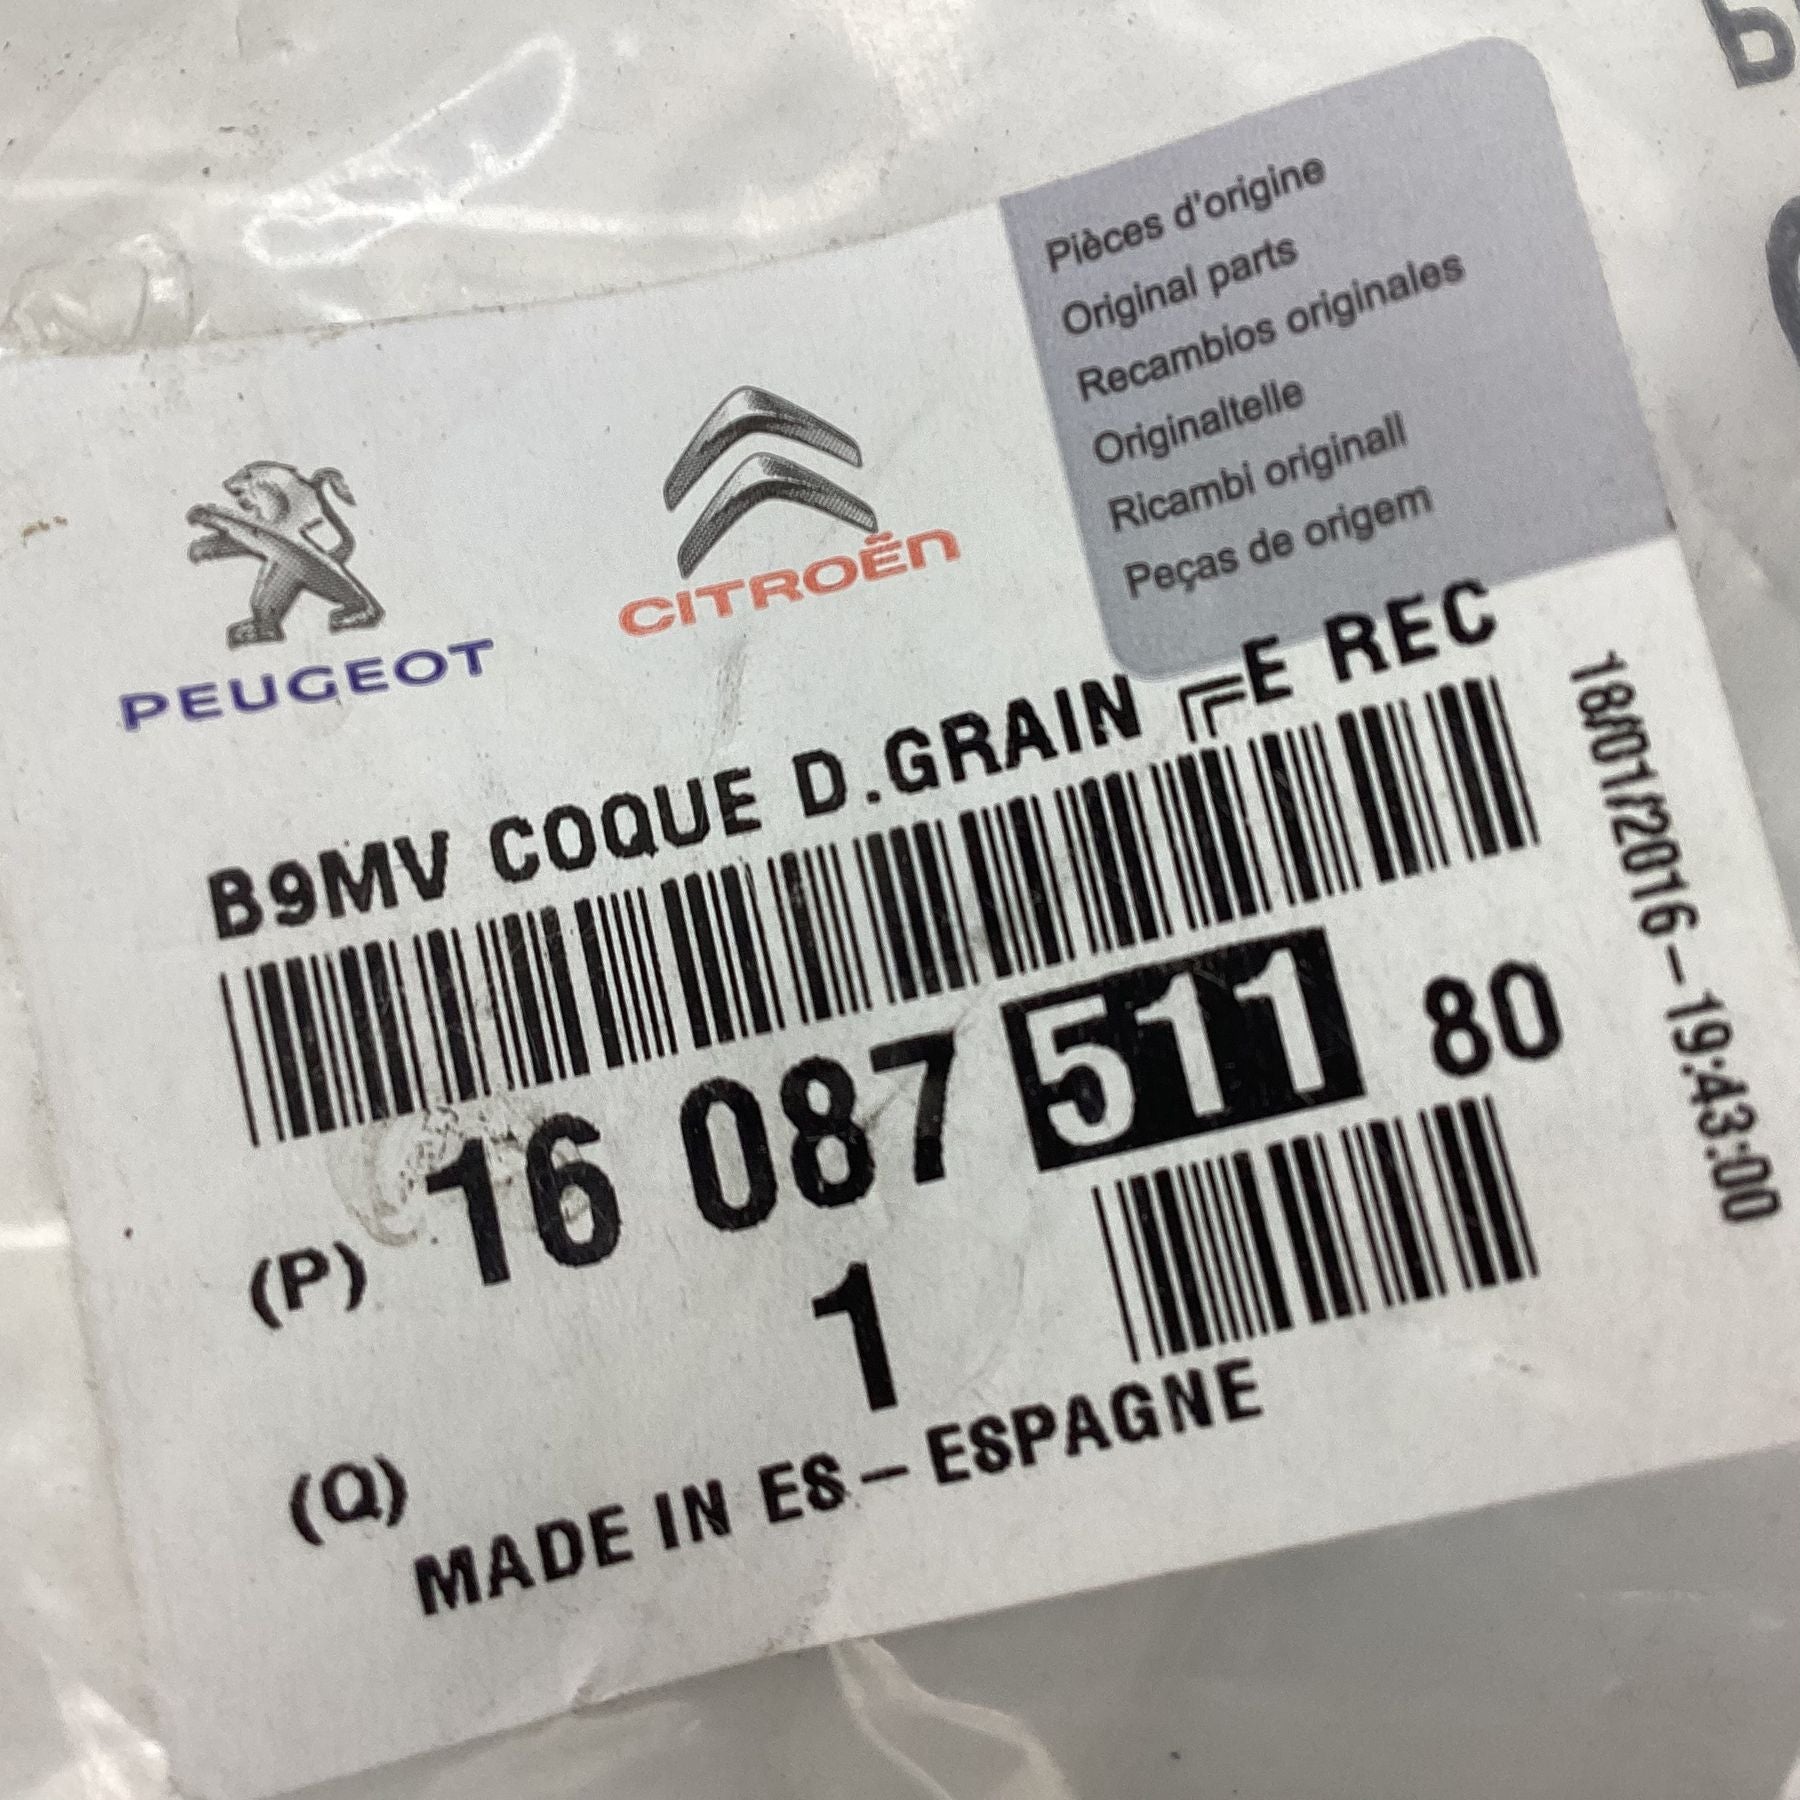 Pièces d'origine
Original parts
Recambios originales
Originaltelle
Ricambi originall
Peças de origem
PEUGEOT
CITROËN
B9MV COQUE D.GRAIN E REC
18/01/2016-19:43:00
(P) 16 087 511 80
(Q) 1
MADE IN ES-ESPAGNE